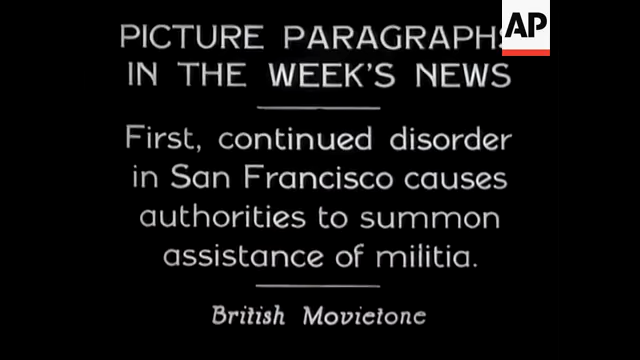 AP
PICTURE PARAGRAPHS
IN THE WEEK'S NEWS
First, continued disorder
in San Francisco causes
authorities to summon
assistance of militia.
British Movietone